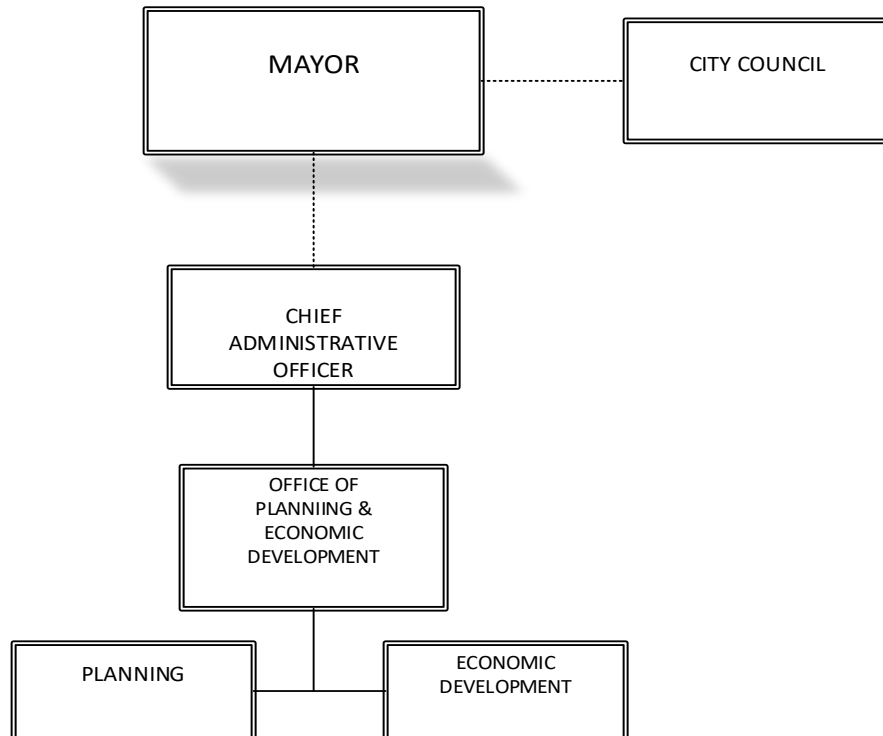 MAYOR
CITY COUNCIL
CHIEF
ADMINISTRATIVE
OFFICER
OFFICE OF
PLANNIING &
ECONOMIC
DEVELOPMENT
PLANNING
ECONOMIC
DEVELOPMENT